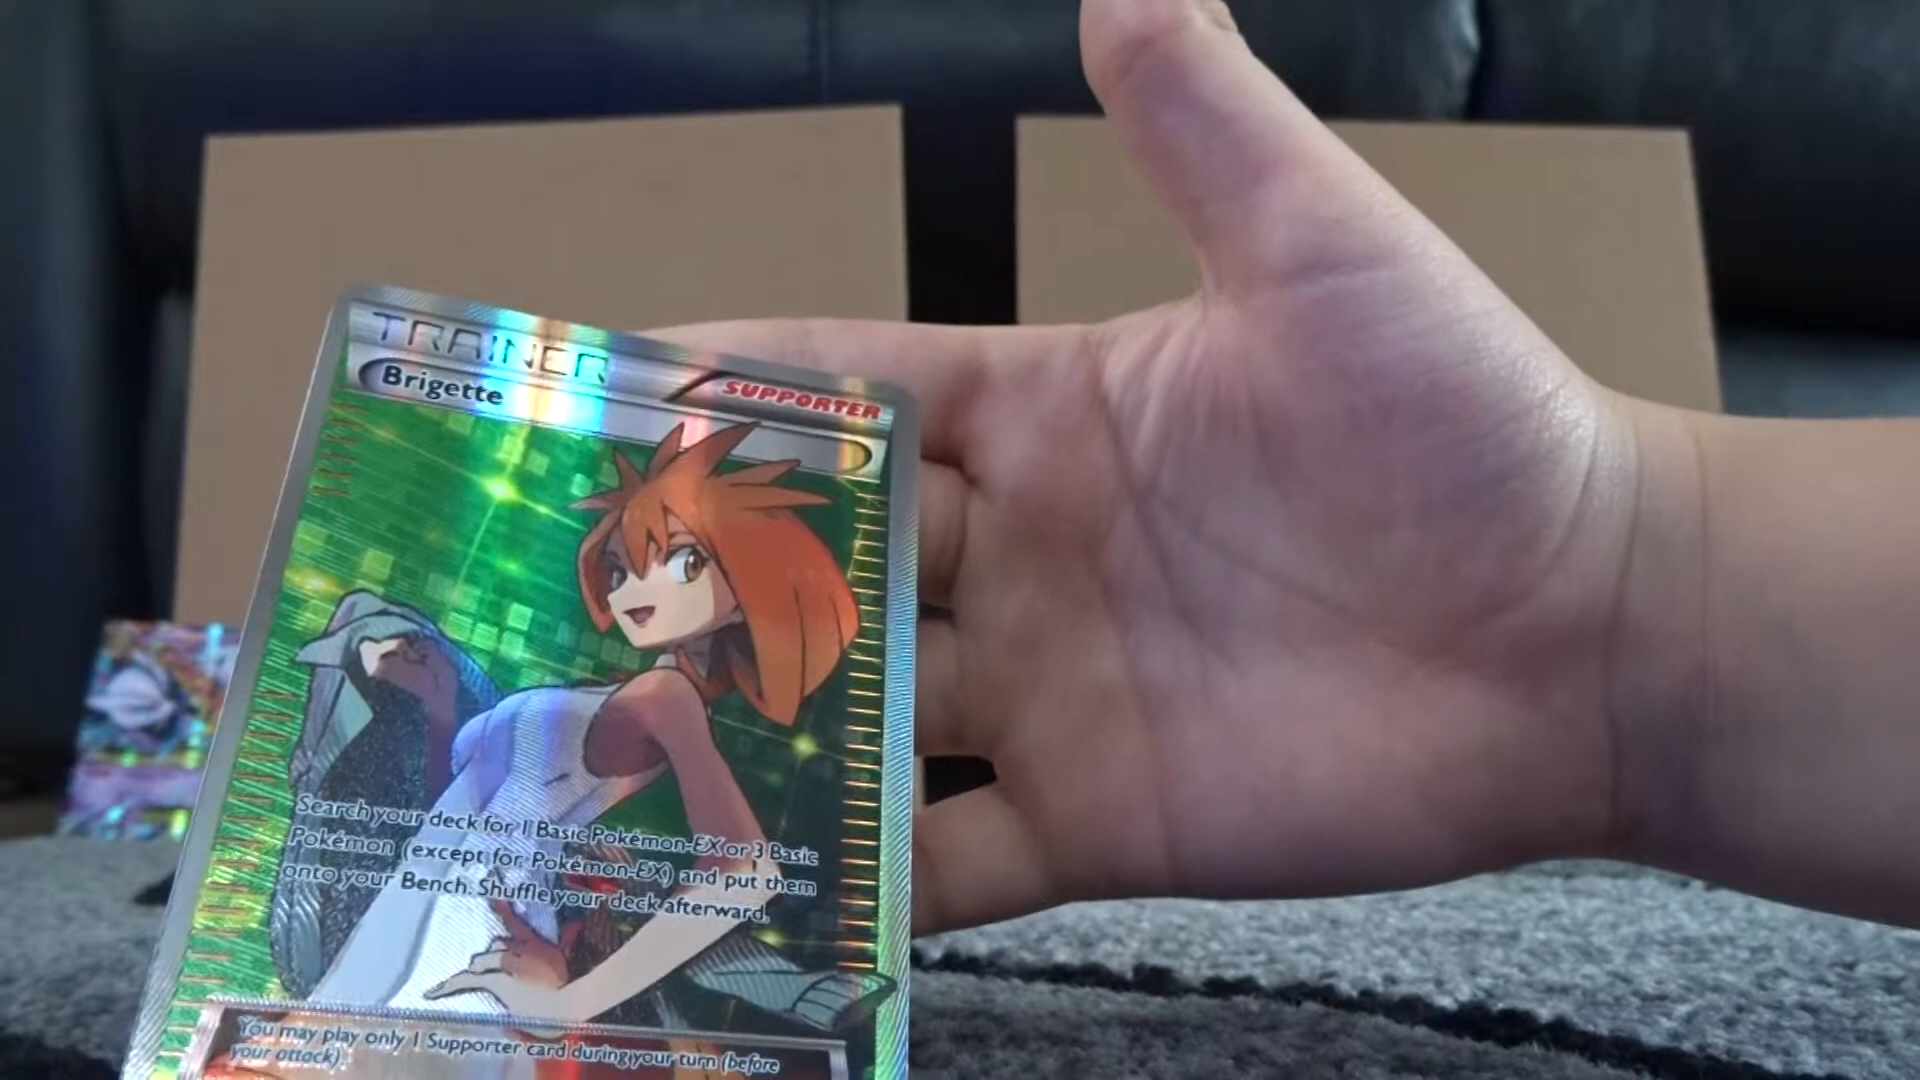 TRAINER
Brigette
SUPPORTER
Search your deck for 1 Basic Pokémon-EX or 3 Basic
Pokémon (except for Pokémon-EX) and put them
onto your Bench. Shuffle your deck afterward.
You may play only 1 Supporter card during your turn (before
your attack).